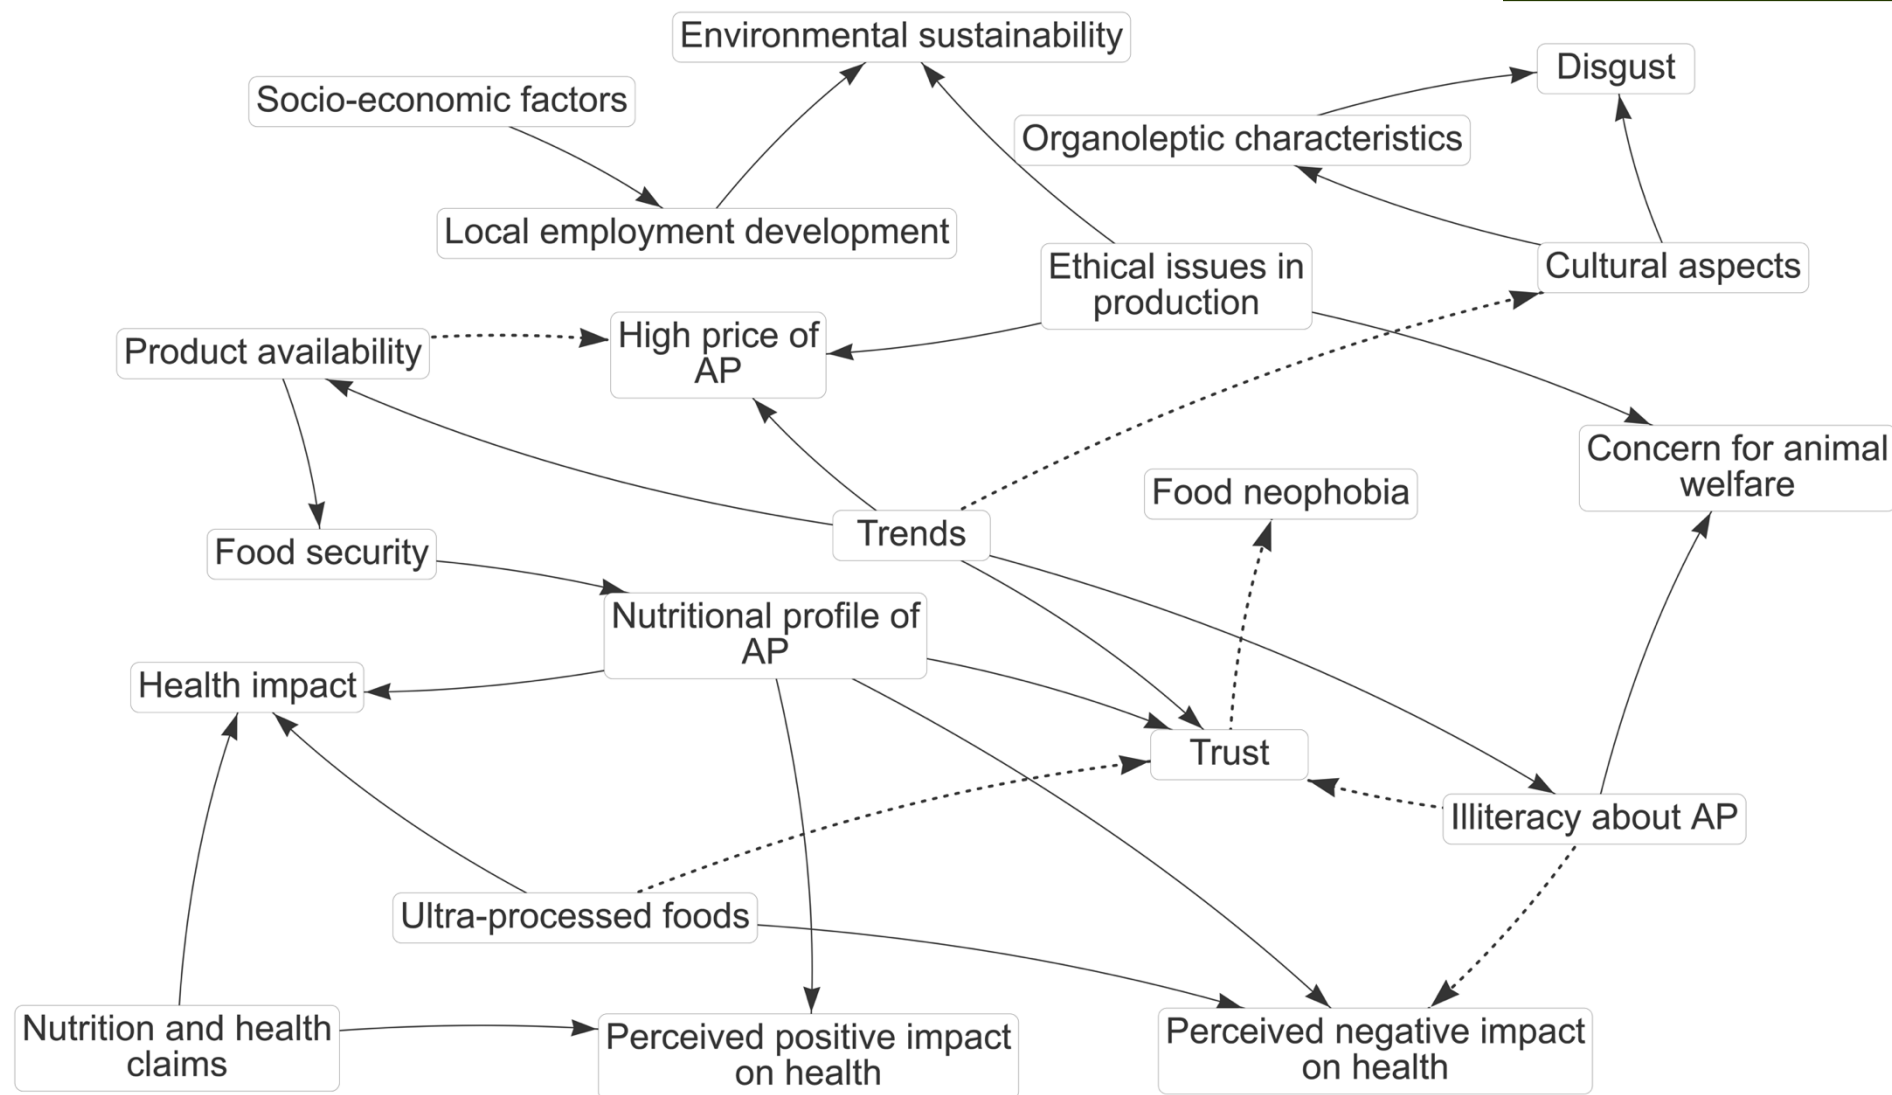 Environmental sustainability
Disgust
Socio-economic factors
Organoleptic characteristics
Local employment development
Ethical issues in
production
Cultural aspects
High price of
AP
Product availability
Concern for animal
welfare
Food neophobia
Trends
Food security
Nutritional profile of
AP
Health impact
Trust
Illiteracy about AP
Ultra-processed foods
Nutrition and health
claims
Perceived positive impact
on health
Perceived negative impact
on health